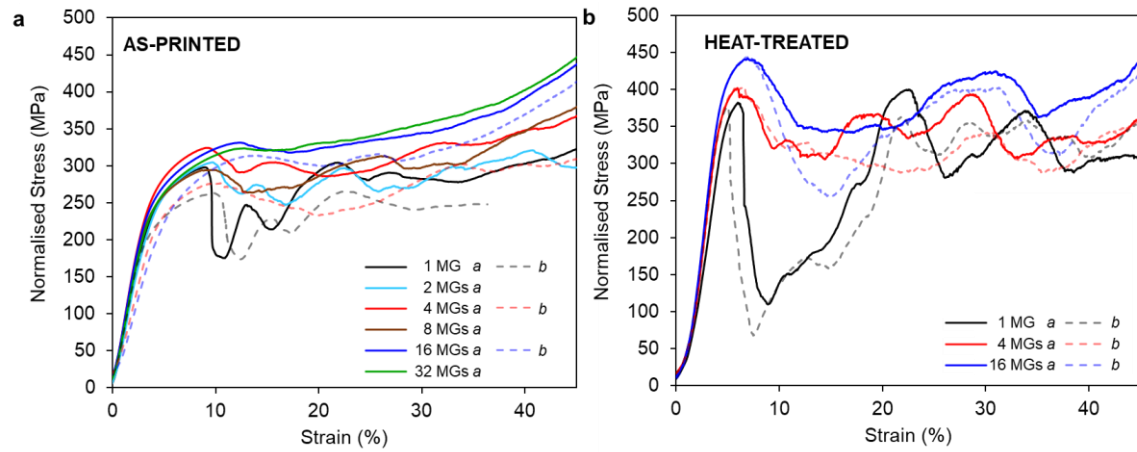 a
AS-PRINTED
500
450
400
350
300
250
200
150
100
50
0
Normalised Stress (MPa)
0 10 20 30 40
Strain (%)
1 MG a b
2 MGs a
4 MGs a b
8 MGs a
16 MGs a b
32 MGs a
b
HEAT-TREATED
500
450
400
350
300
250
200
150
100
50
0
Normalised Stress (MPa)
0 10 20 30 40
Strain (%)
1 MG a b
4 MGs a b
16 MGs a b